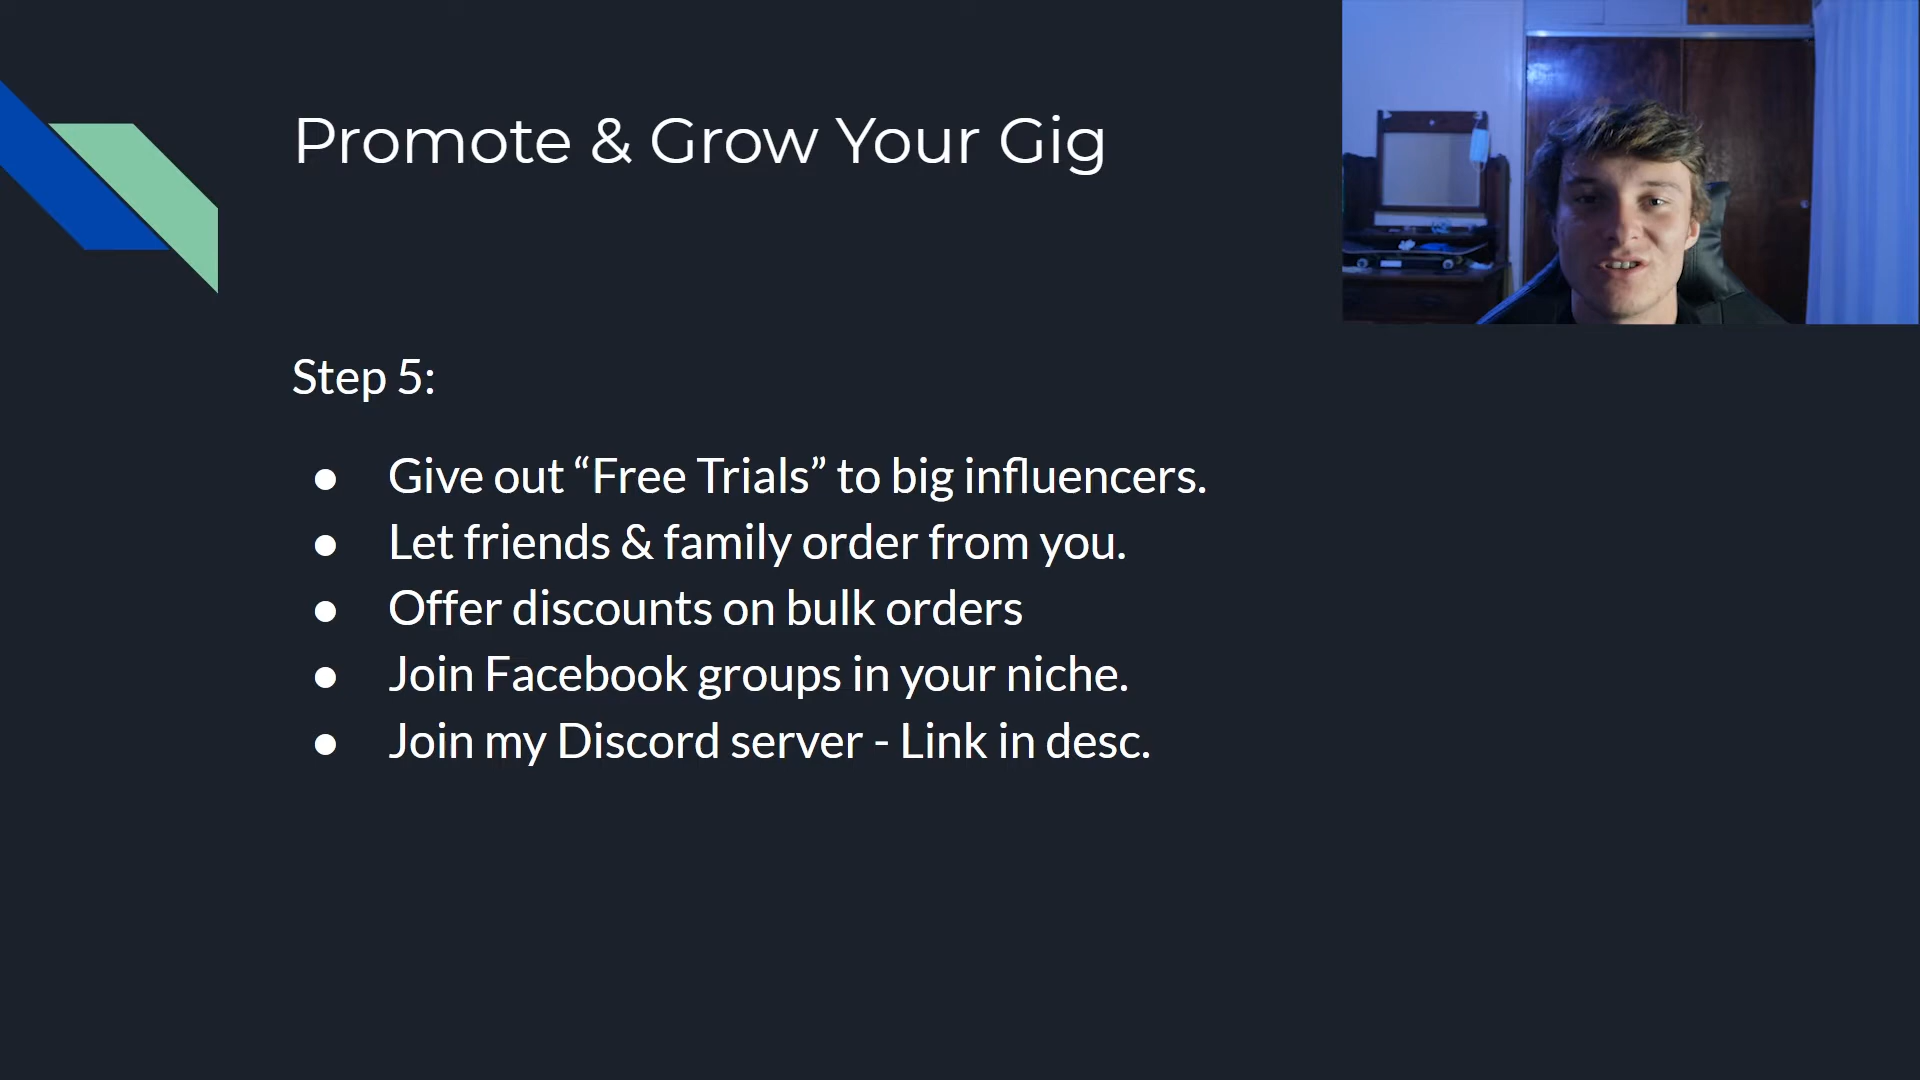 Promote & Grow Your Gig
Step 5:
● Give out “Free Trials” to big influencers.
● Let friends & family order from you.
● Offer discounts on bulk orders
● Join Facebook groups in your niche.
● Join my Discord server - Link in desc.